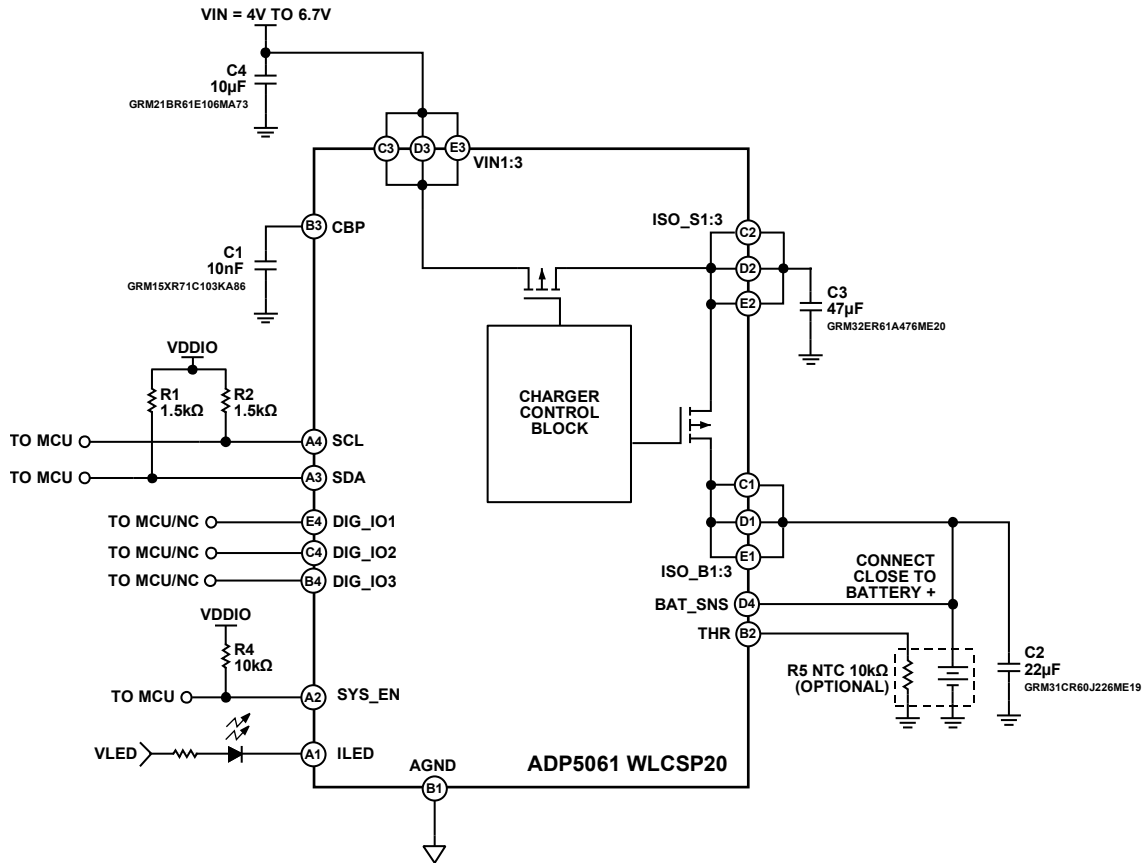 VIN = 4V TO 6.7V
C4
10µF
GRM21BR61E106MA73
C3
D3
E3
VIN1:3
B3
CBP
C1
10nF
GRM15XR71C103KA86
ISO_S1:3
C2
D2
E2
C3
47µF
GRM32ER61A476ME20
VDDIO
R1
1.5kΩ
R2
1.5kΩ
CHARGER
CONTROL
BLOCK
TO MCU
A4
SCL
TO MCU
A3
SDA
TO MCU/NC
E4
DIG_IO1
TO MCU/NC
C4
DIG_IO2
TO MCU/NC
B4
DIG_IO3
C1
D1
E1
ISO_B1:3
CONNECT
CLOSE TO
BATTERY +
BAT_SNS
D4
THR
B2
VDDIO
R4
10kΩ
R5 NTC 10kΩ
(OPTIONAL)
C2
22µF
GRM31CR60J226ME19
TO MCU
A2
SYS_EN
VLED
A1
ILED
AGND
B1
ADP5061 WLCSP20